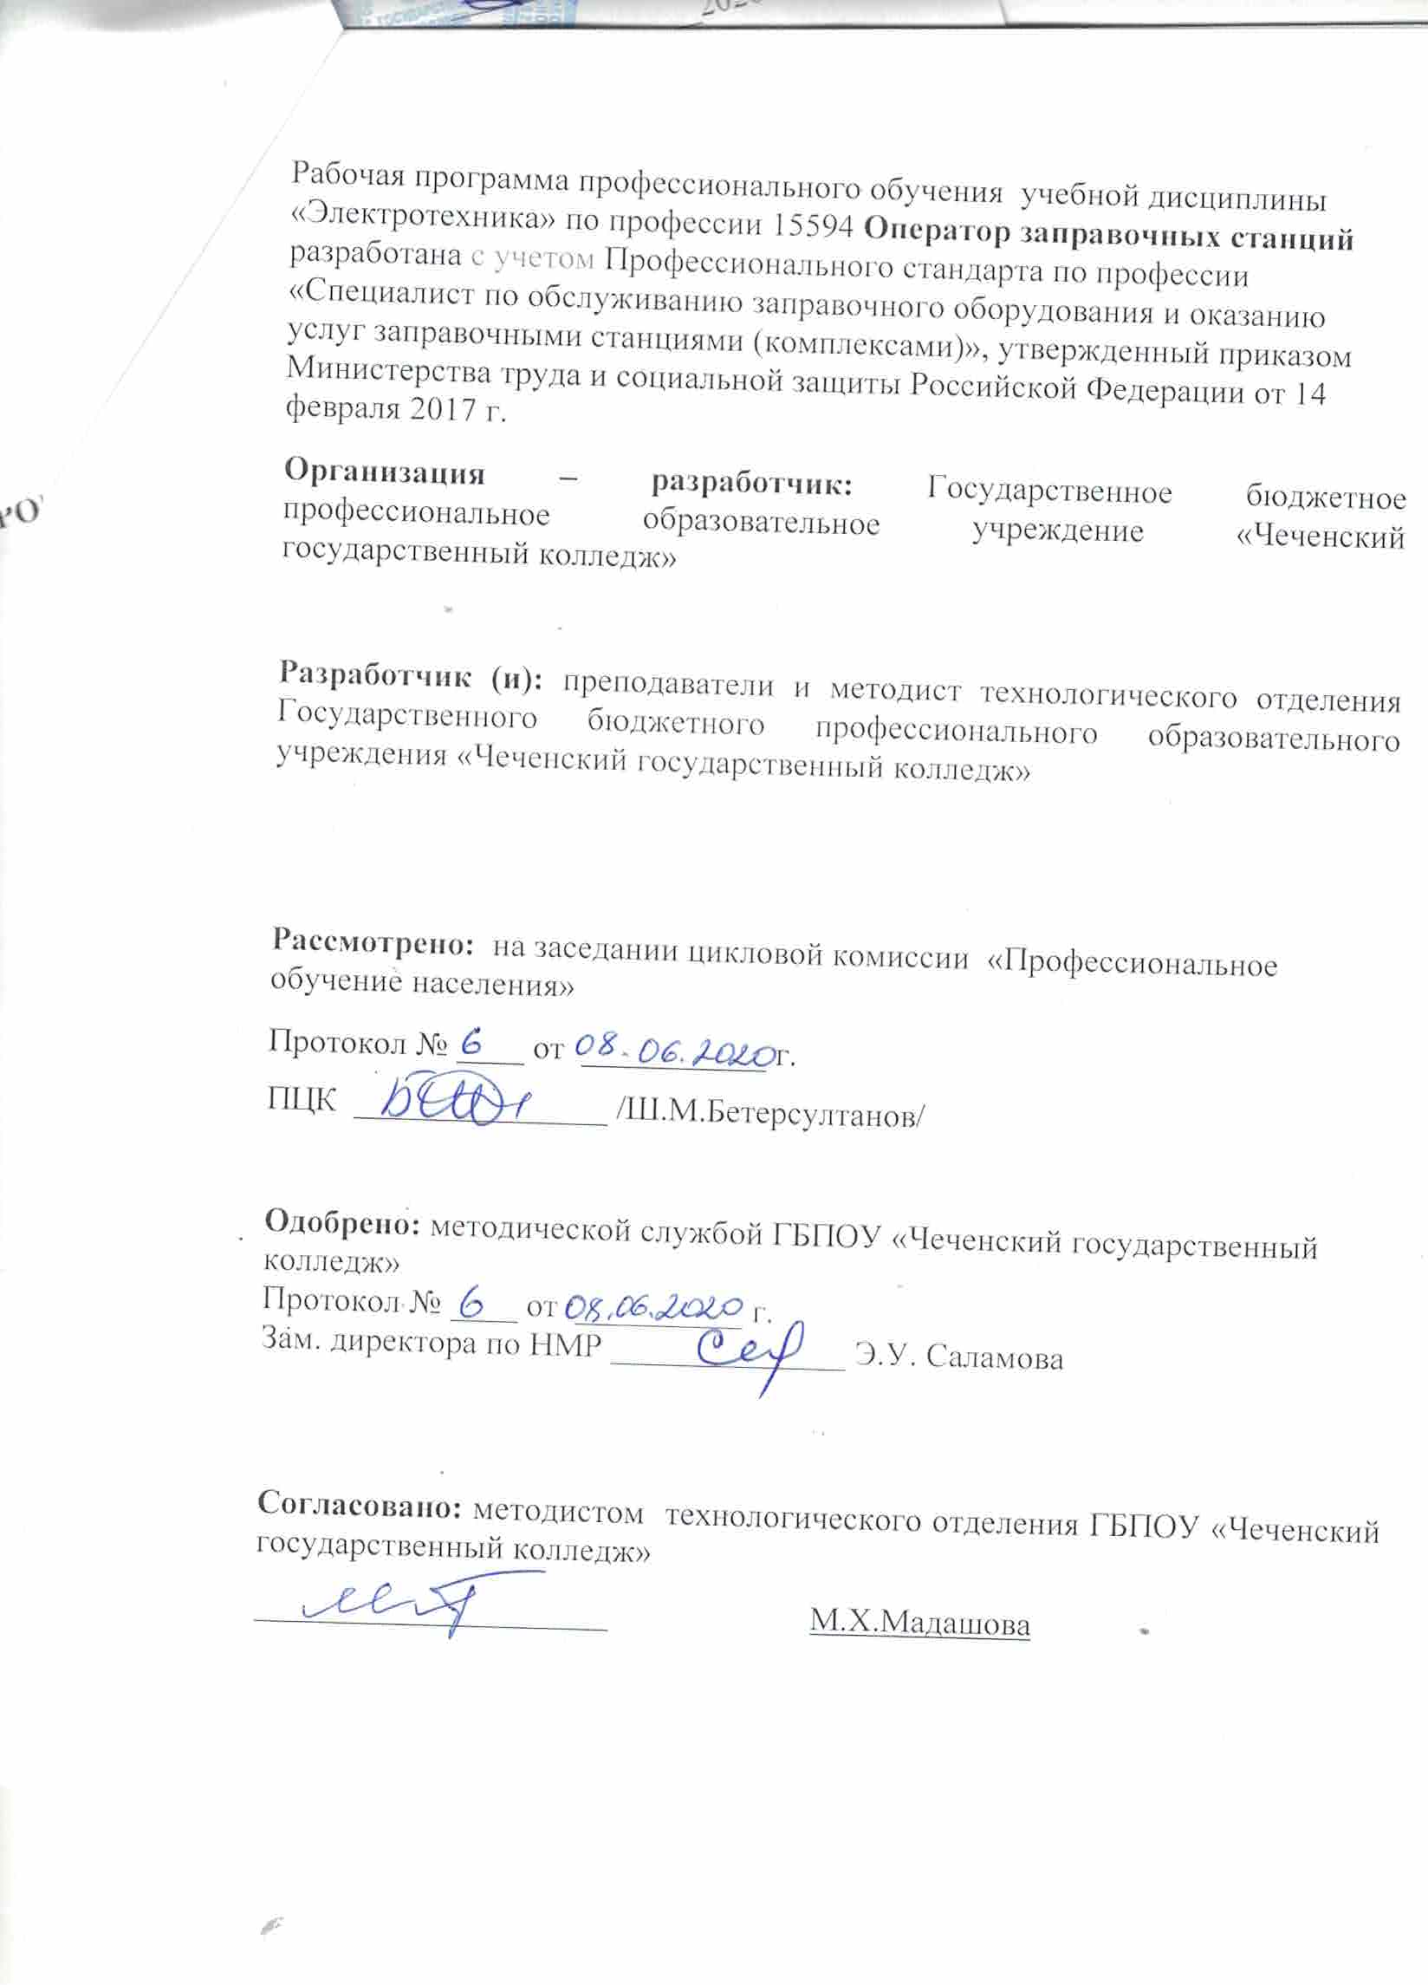 Рабочая программа профессионального обучения учебной дисциплины
«Электротехника» по профессии 15594 Оператор заправочных станций
разработана с учетом Профессионального стандарта по профессии
«Специалист по обслуживанию заправочного оборудования и оказанию
услуг заправочными станциями (комплексами)», утвержденный приказом
Министерства труда и социальной защиты Российской Федерации от 14
февраля 2017 г.
Организация – разработчик: Государственное бюджетное
профессиональное образовательное учреждение «Чеченский
государственный колледж»
Разработчик (и): преподаватели и методист технологического отделения
Государственного бюджетного профессионального образовательного
учреждения «Чеченский государственный колледж»
Рассмотрено: на заседании цикловой комиссии «Профессиональное
обучение населения»
Протокол № 6 от 08.06.2020г.
ПЦК /Ш.М.Бетерсултанов/
Одобрено: методической службой ГБПОУ «Чеченский государственный
колледж»
Протокол № 6 от 08.06.2020 г.
Зам. директора по НМР Э.У. Саламова
Согласовано: методистом технологического отделения ГБПОУ «Чеченский
государственный колледж»
М.Х.Мадашова